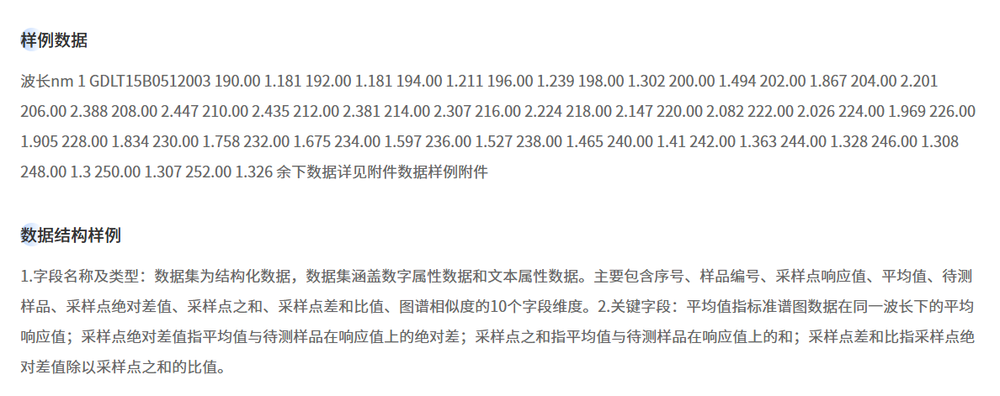 样例数据
波长nm 1 GDLT15B0512003 190.00 1.181 192.00 1.181 194.00 1.211 196.00 1.239 198.00 1.302 200.00 1.494 202.00 1.867 204.00 2.201
206.00 2.388 208.00 2.447 210.00 2.435 212.00 2.381 214.00 2.307 216.00 2.224 218.00 2.147 220.00 2.082 222.00 2.026 224.00 1.969 226.00
1.905 228.00 1.834 230.00 1.758 232.00 1.675 234.00 1.597 236.00 1.527 238.00 1.465 240.00 1.41 242.00 1.363 244.00 1.328 246.00 1.308
248.00 1.3 250.00 1.307 252.00 1.326 余下数据详见附件数据样例附件
数据结构样例
1.字段名称及类型：数据集为结构化数据，数据集涵盖数字属性数据和文本属性数据。主要包含序号、样品编号、采样点响应值、平均值、待测
样品、采样点绝对差值、采样点之和、采样点差和比值、图谱相似度的10个字段维度。2.关键字段：平均值指标准谱图数据在同一波长下的平均
响应值；采样点绝对差值指平均值与待测样品在响应值上的绝对差；采样点之和指平均值与待测样品在响应值上的和；采样点差和比指采样点绝
对差值除以采样点之和的比值。